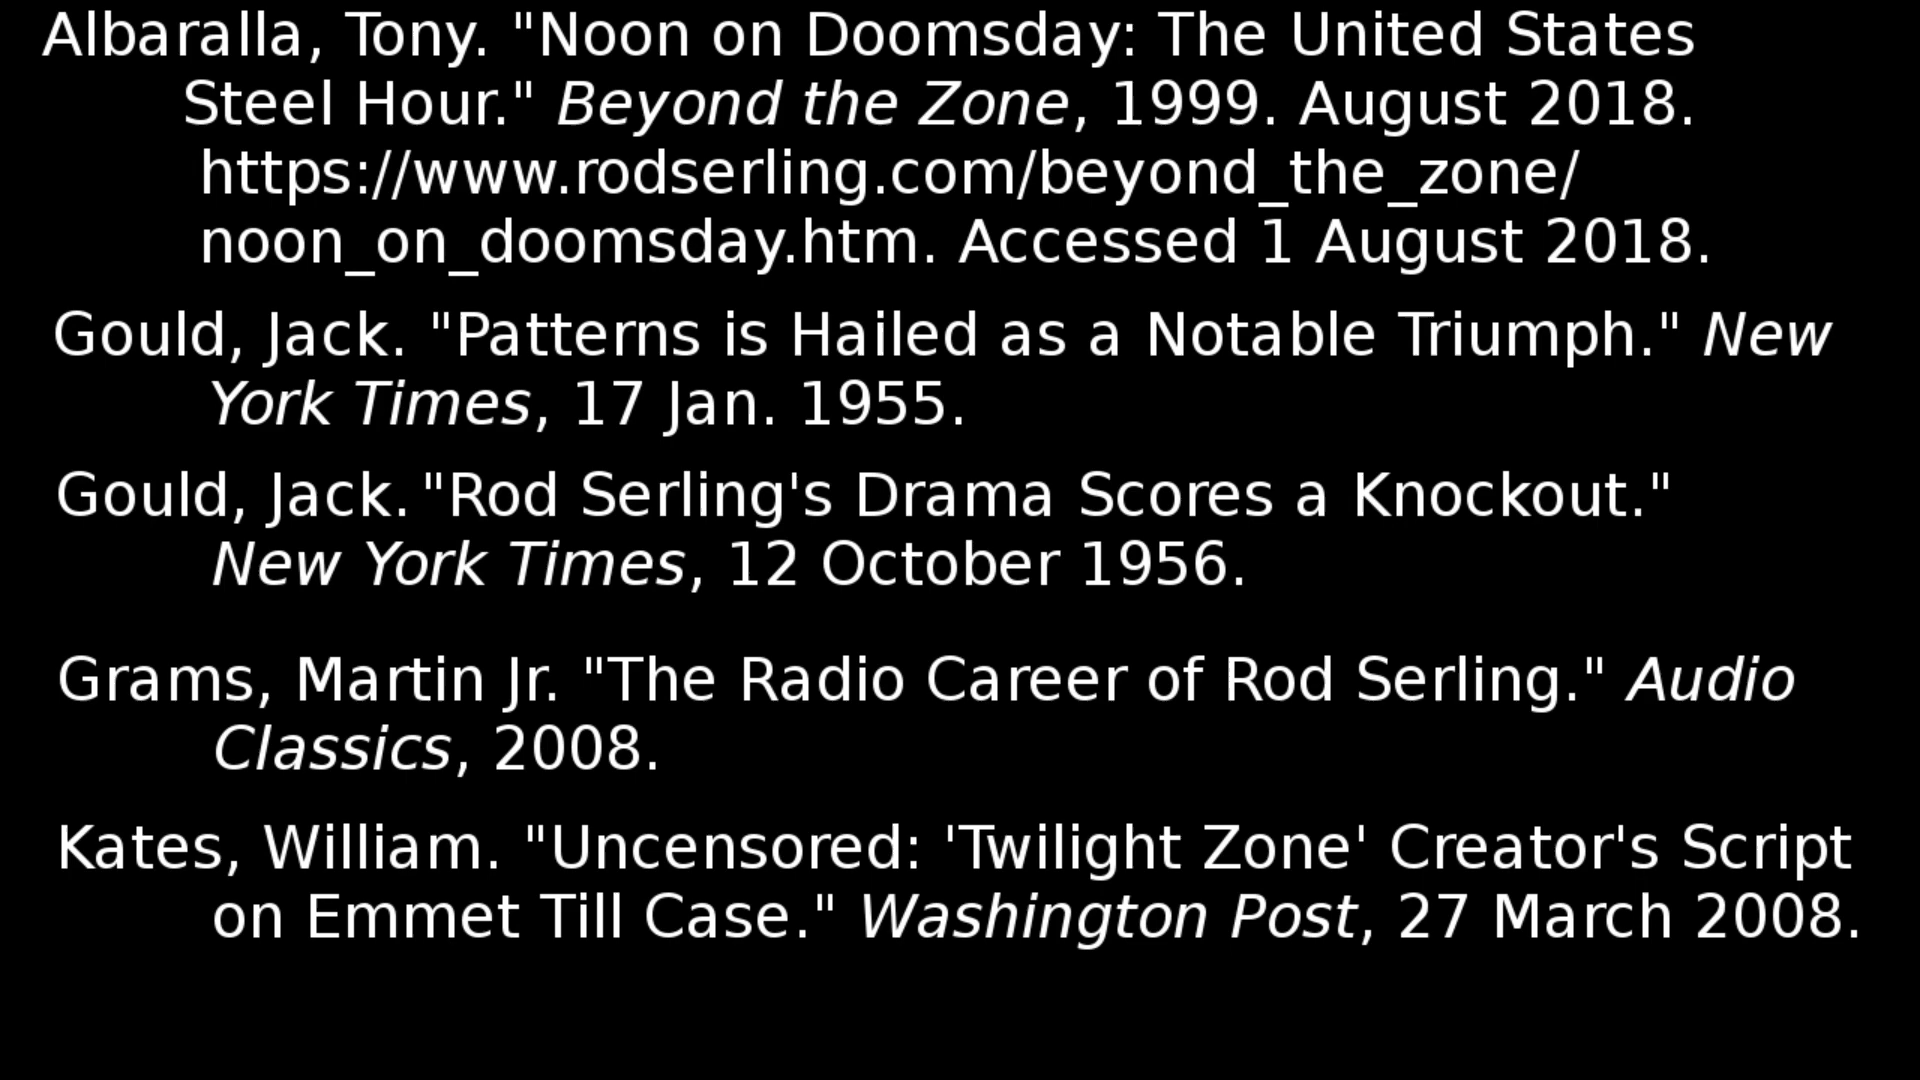 Albaralla, Tony. "Noon on Doomsday: The United States
Steel Hour." Beyond the Zone, 1999. August 2018.
https://www.rodserling.com/beyond_the_zone/
noon_on_doomsday.htm. Accessed 1 August 2018.
Gould, Jack. "Patterns is Hailed as a Notable Triumph." New
York Times, 17 Jan. 1955.
Gould, Jack. "Rod Serling's Drama Scores a Knockout."
New York Times, 12 October 1956.
Grams, Martin Jr. "The Radio Career of Rod Serling." Audio
Classics, 2008.
Kates, William. "Uncensored: 'Twilight Zone' Creator's Script
on Emmet Till Case." Washington Post, 27 March 2008.